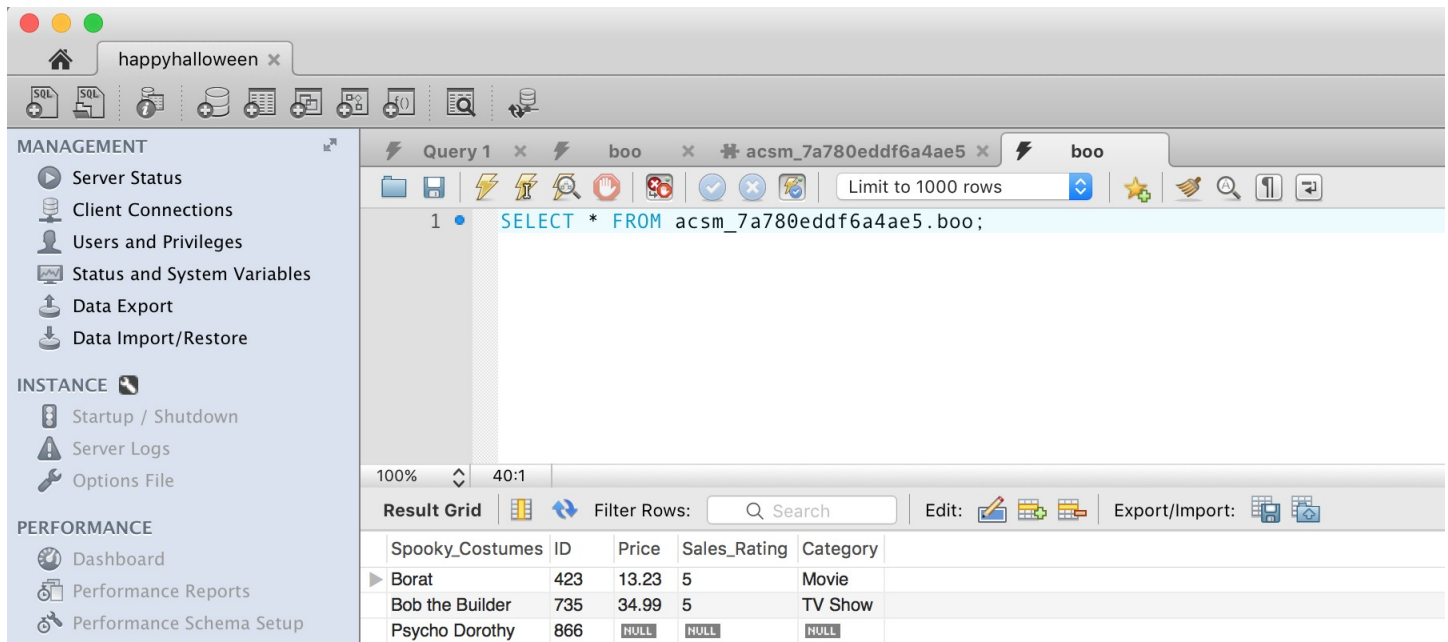 happyhalloween
SQL SQL
MANAGEMENT
Server Status
Client Connections
Users and Privileges
Status and System Variables
Data Export
Data Import/Restore
INSTANCE
Startup / Shutdown
Server Logs
Options File
PERFORMANCE
Dashboard
Performance Reports
Performance Schema Setup
Query 1 boo acsm_7a780eddf6a4ae5 boo
Limit to 1000 rows
1 SELECT * FROM acsm_7a780eddf6a4ae5.boo;
100% 40:1
Result Grid Filter Rows: Search Edit: Export/Import:
Spooky_Costumes ID Price Sales_Rating Category
Borat 423 13.23 5 Movie
Bob the Builder 735 34.99 5 TV Show
Psycho Dorothy 866 NULL NULL NULL